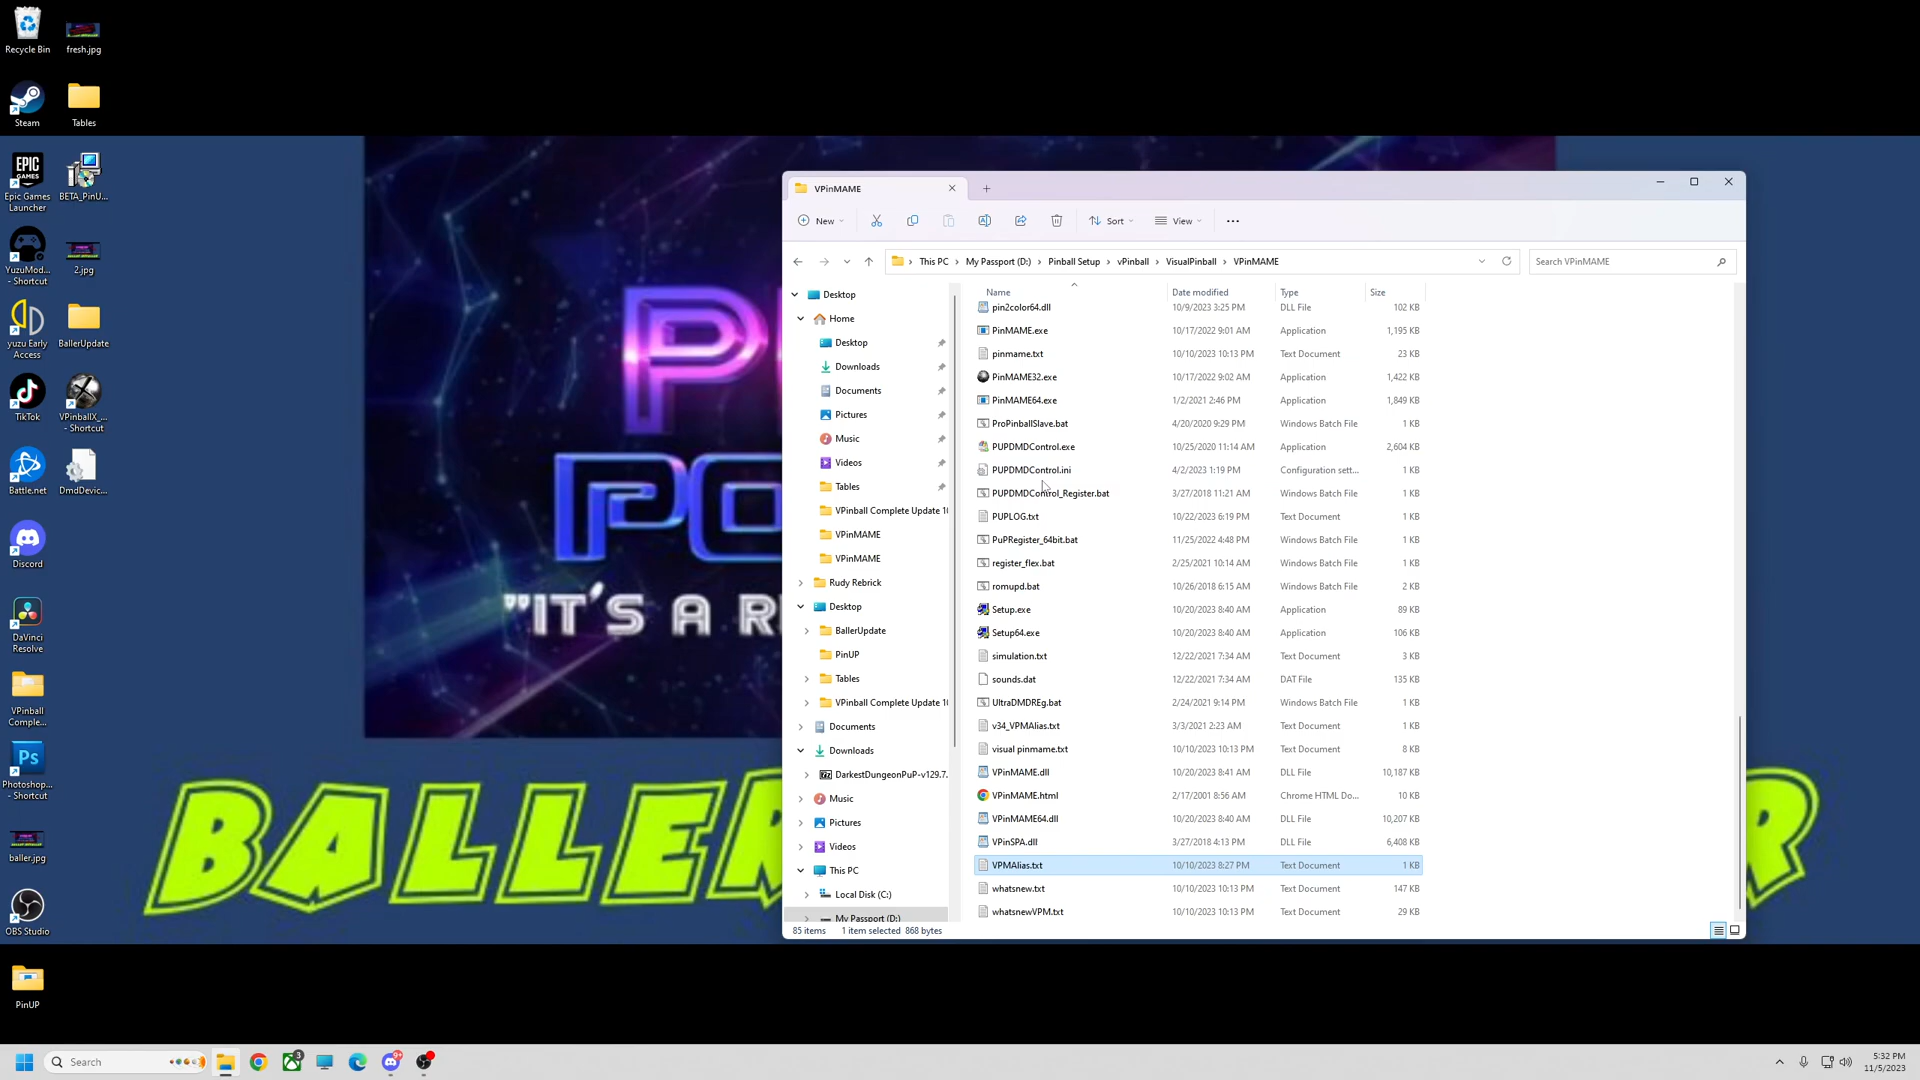 Recycle Bin
fresh.jpg
Steam
Tables
EPIC GAMES
Epic Games Launcher
BETA_PinU...
YuzuMod... - Shortcut
2.jpg
yuzu Early Access
BallerUpdate
TikTok
VPinballX_... - Shortcut
Battle.net
DmdDevic...
Discord
DaVinci Resolve
VPinball Comple...
Ps
Photoshop... - Shortcut
baller.jpg
OBS Studio
PinUP
"IT'S A R
BALLER
VPinMAME
New
Sort
View
This PC > My Passport (D:) > Pinball Setup > vPinball > VisualPinball > VPinMAME
Search VPinMAME
Desktop
Home
Desktop
Downloads
Documents
Pictures
Music
Videos
Tables
VPinball Complete Update 10
VPinMAME
VPinMAME
Rudy Rebrick
Desktop
BallerUpdate
PinUP
Tables
VPinball Complete Update 10
Documents
Downloads
DarkestDungeonPuP-v129.7.
Music
Pictures
Videos
This PC
Local Disk (C:)
My Passport (D:)
Name Date modified Type Size
pin2color64.dll 10/9/2023 3:25 PM DLL File 102 KB
PinMAME.exe 10/17/2022 9:01 AM Application 1,195 KB
pinmame.txt 10/10/2023 10:13 PM Text Document 23 KB
PinMAME32.exe 10/17/2022 9:02 AM Application 1,422 KB
PinMAME64.exe 1/2/2021 2:46 PM Application 1,849 KB
ProPinballSlave.bat 4/20/2020 9:29 PM Windows Batch File 1 KB
PUPDMDControl.exe 10/25/2020 11:14 AM Application 2,604 KB
PUPDMDControl.ini 4/2/2023 1:19 PM Configuration sett... 1 KB
PUPDMDControl_Register.bat 3/27/2018 11:21 AM Windows Batch File 1 KB
PUPLOG.txt 10/22/2023 6:19 PM Text Document 1 KB
PuPRegister_64bit.bat 11/25/2022 4:48 PM Windows Batch File 1 KB
register_flex.bat 2/25/2021 10:14 AM Windows Batch File 1 KB
romupd.bat 10/26/2018 6:15 AM Windows Batch File 2 KB
Setup.exe 10/20/2023 8:40 AM Application 89 KB
Setup64.exe 10/20/2023 8:40 AM Application 106 KB
simulation.txt 12/22/2021 7:34 AM Text Document 3 KB
sounds.dat 12/22/2021 7:34 AM DAT File 135 KB
UltraDMDREg.bat 2/24/2021 9:14 PM Windows Batch File 1 KB
v34_VPMAlias.txt 3/3/2021 2:23 AM Text Document 1 KB
visual pinmame.txt 10/10/2023 10:13 PM Text Document 8 KB
VPinMAME.dll 10/20/2023 8:41 AM DLL File 10,187 KB
VPinMAME.html 2/17/2001 8:56 AM Chrome HTML Do... 10 KB
VPinMAME64.dll 10/20/2023 8:40 AM DLL File 10,207 KB
VPinSPA.dll 3/27/2018 4:13 PM DLL File 6,408 KB
VPMAlias.txt 10/10/2023 8:27 PM Text Document 1 KB
whatsnew.txt 10/10/2023 10:13 PM Text Document 147 KB
whatsnewVPM.txt 10/10/2023 10:13 PM Text Document 29 KB
85 items 1 item selected 868 bytes
Search
3
9+
5:32 PM
11/5/2023